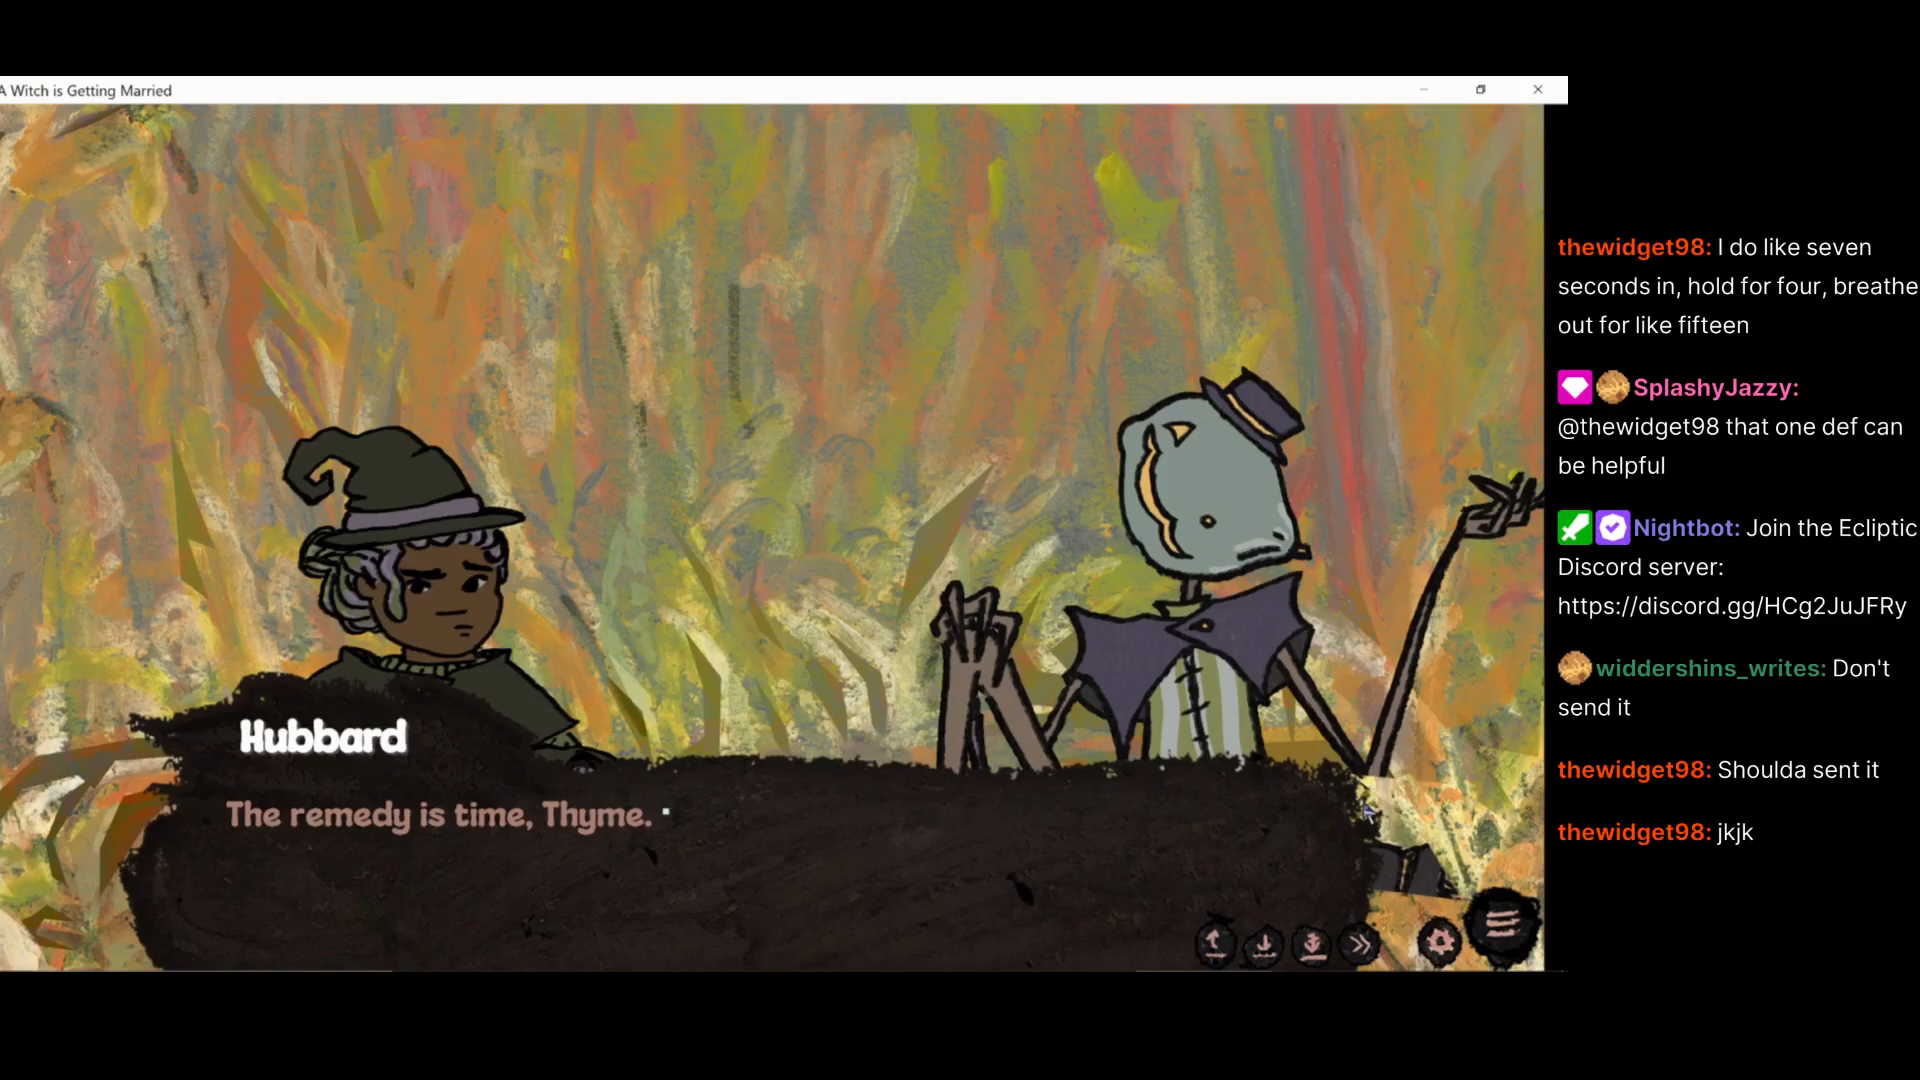 A Witch is Getting Married
Hubbard
The remedy is time, Thyme.
thewidget98: I do like seven
seconds in, hold for four, breathe
out for like fifteen
SplashyJazzy:
@thewidget98 that one def can
be helpful
Nightbot: Join the Ecliptic
Discord server:
https://discord.gg/HCg2JuJFRy
widdershins_writes: Don't
send it
thewidget98: Shoulda sent it
thewidget98: jkjk